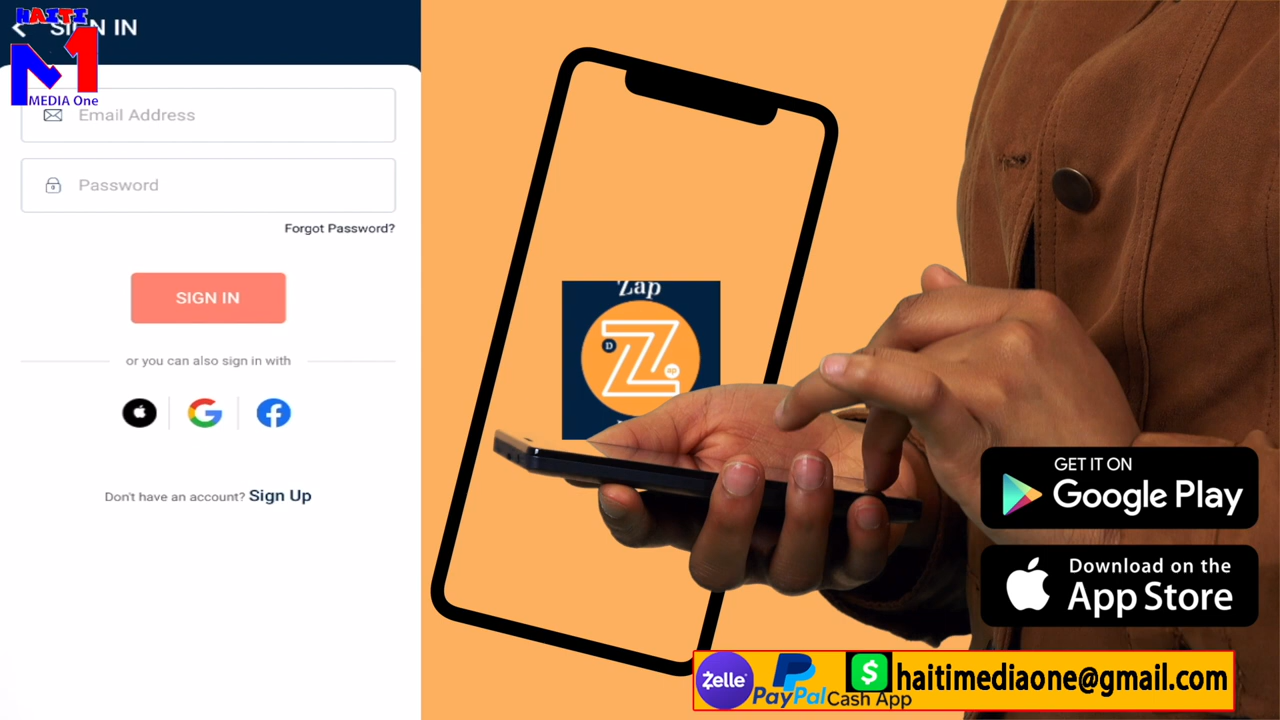 HAITI
SIGN IN
M1
MEDIA One
Email Address
Password
Forgot Password?
SIGN IN
or you can also sign in with
Don't have an account? Sign Up
Zap
Z
D
ap
GET IT ON
Google Play
Download on the
App Store
Zelle
PayPal
$
Cash App
haitimediaone@gmail.com